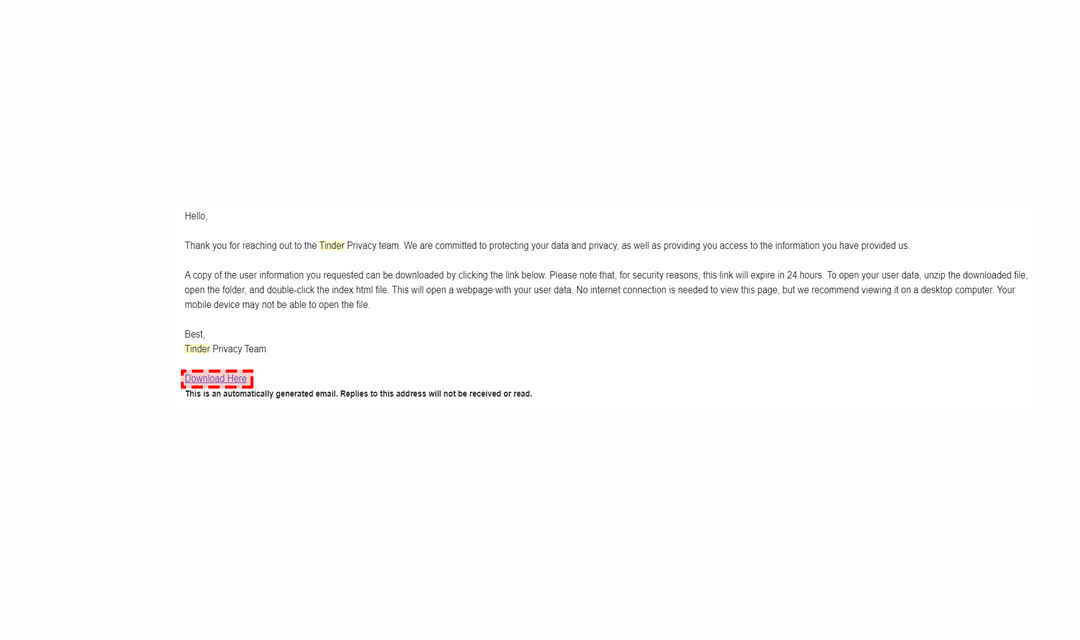 Hello,
Thank you for reaching out to the Tinder Privacy team. We are committed to protecting your data and privacy, as well as providing you access to the information you have provided us.
A copy of the user information you requested can be downloaded by clicking the link below. Please note that, for security reasons, this link will expire in 24 hours. To open your user data, unzip the downloaded file,
open the folder, and double-click the index.html file. This will open a webpage with your user data. No internet connection is needed to view this page, but we recommend viewing it on a desktop computer. Your
mobile device may not be able to open the file.
Best,
Tinder Privacy Team
Download Here
This is an automatically generated email. Replies to this address will not be received or read.